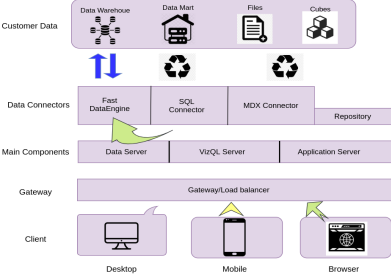 Customer Data
Data Warehoue
Data Mart
Files
Cubes
Data Connectors
Fast
DataEngine
SQL
Connector
MDX Connector
Repository
Main Components
Data Server
VizQL Server
Application Server
Gateway
Gateway/Load balancer
Client
Desktop
Mobile
Browser